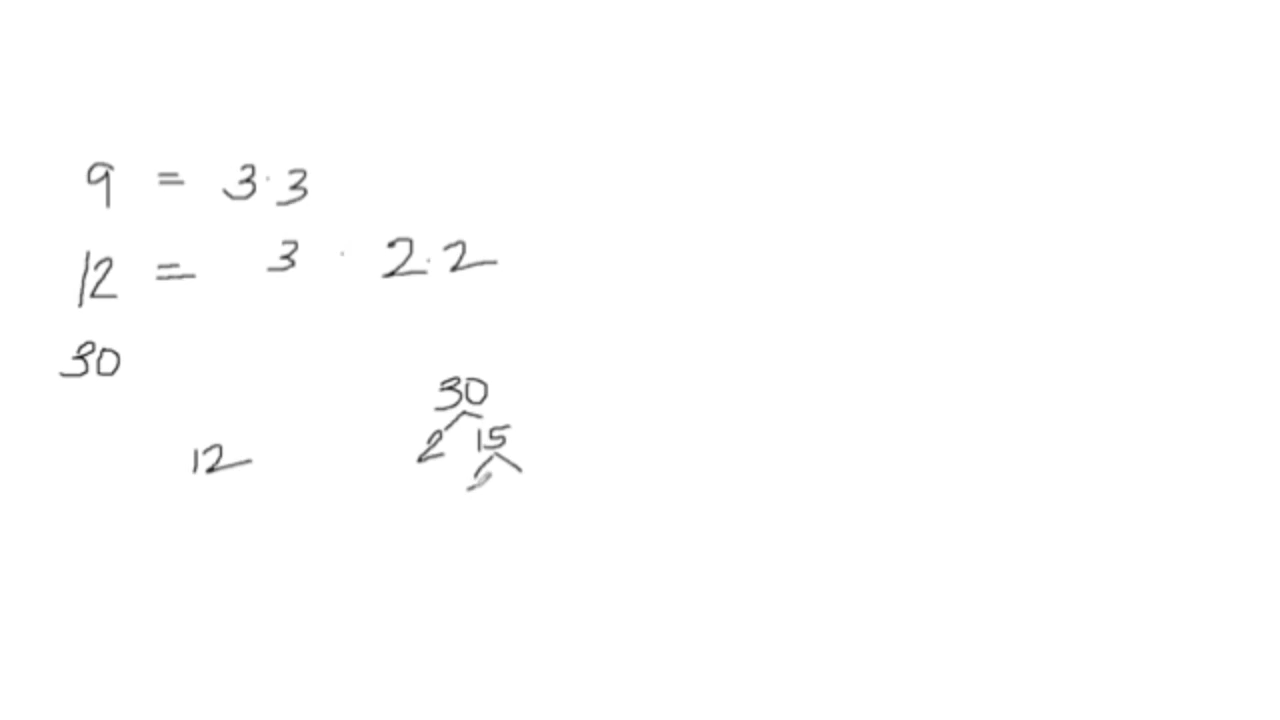 9 = 3·3
12 = 3 · 2·2
30
30
2 15
12